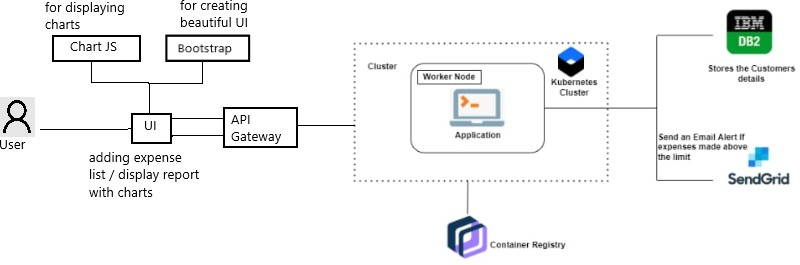 for displaying
charts
for creating
beautiful UI
Chart JS
Bootstrap
User
UI
API
Gateway
adding expense
list / display report
with charts
Cluster
Worker Node
Application
Kubernetes
Cluster
Container Registry
IBM
DB2
Stores the Customers
details
Send an Email Alert If
expenses made above
the limit
SendGrid